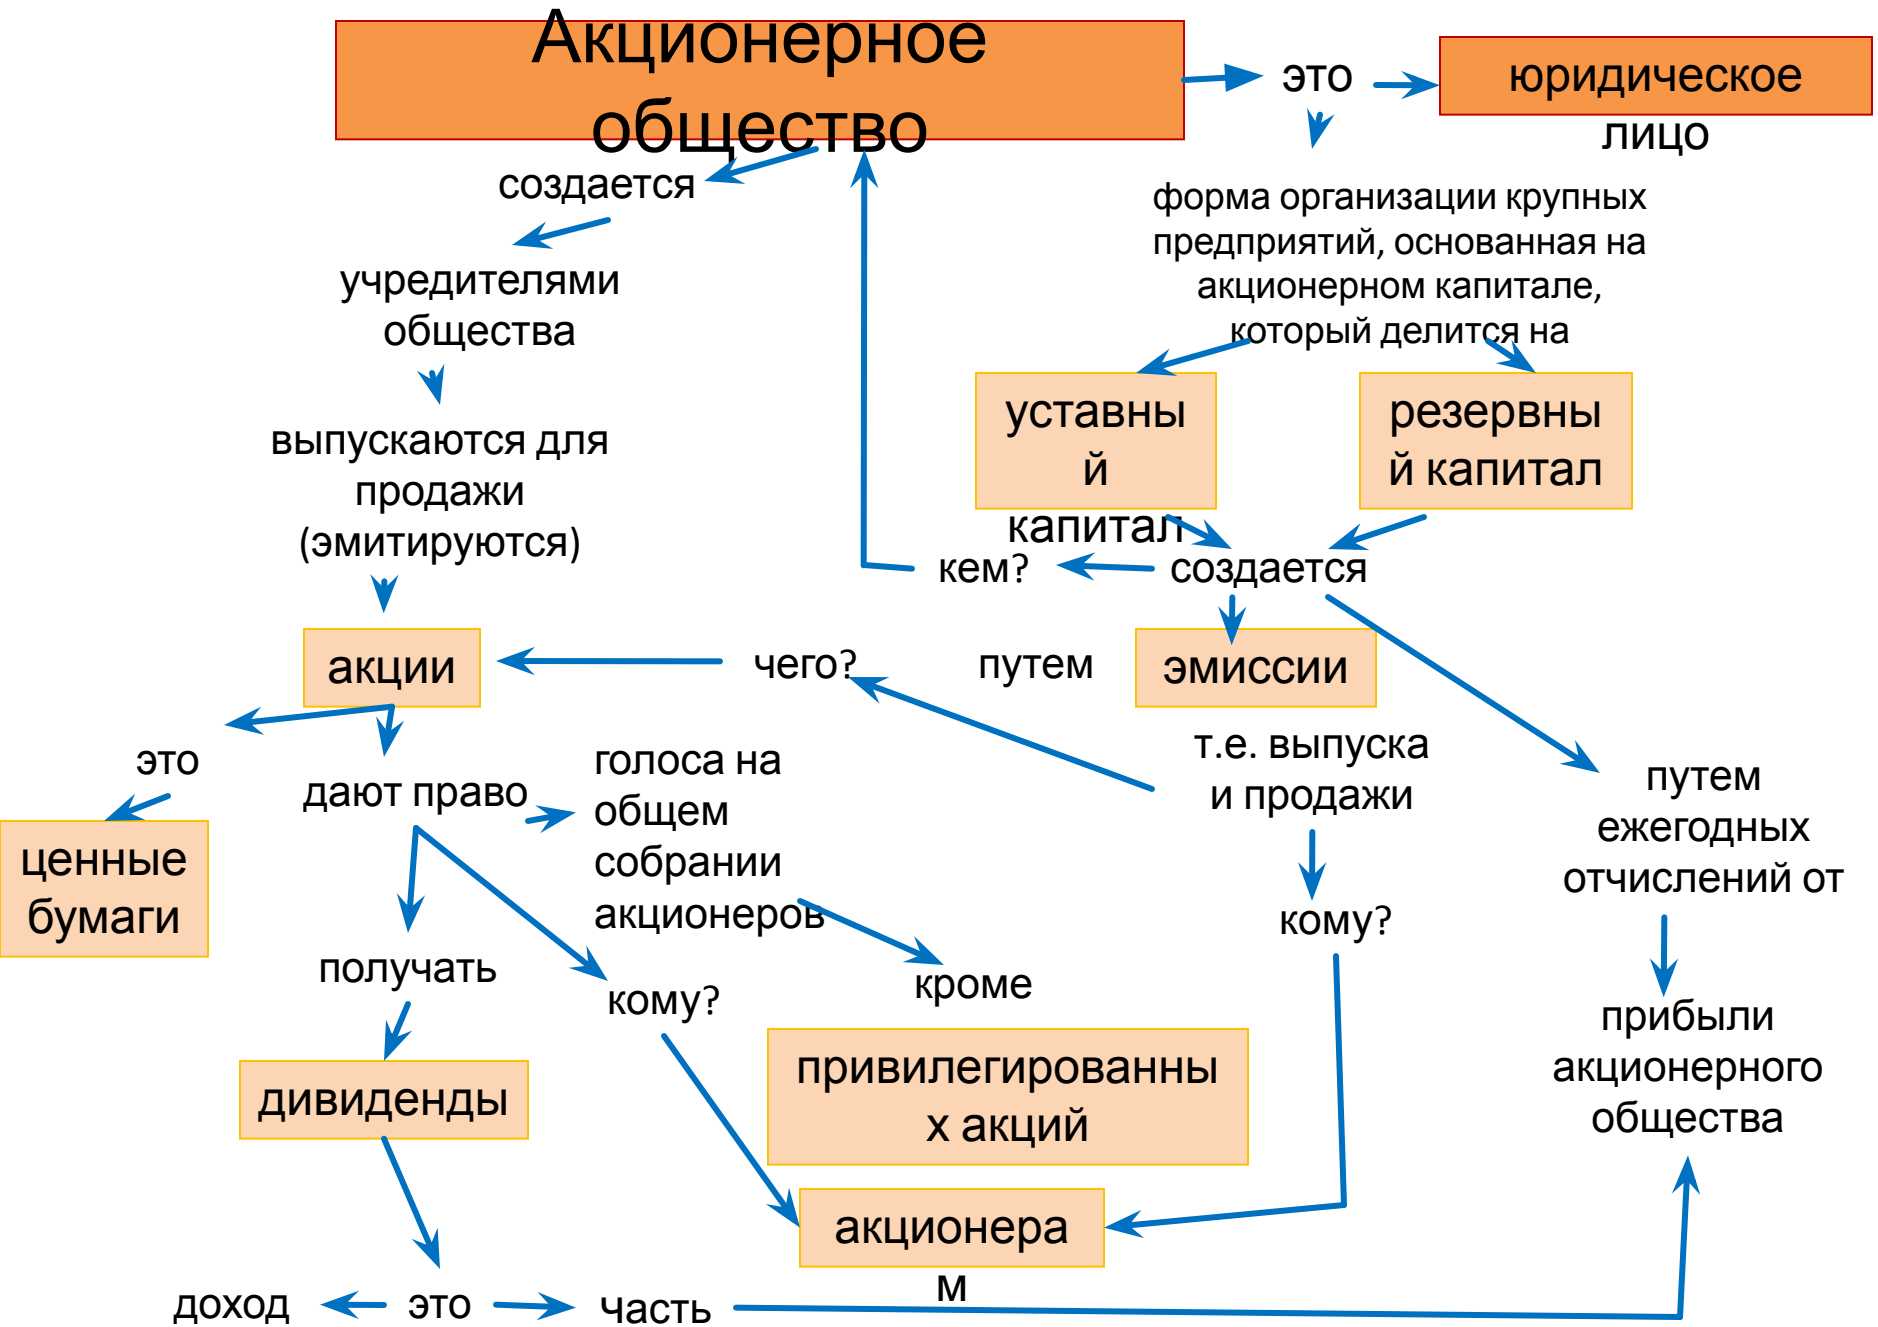 Акционерное
общество
это
юридическое
лицо
создается
учредителями
общества
форма организации крупных
предприятий, основанная на
акционерном капитале,
который делится на
уставны
й
капитал
резервны
й капитал
выпускаются для
продажи
(эмитируются)
кем?
создается
акции
чего?
путем
эмиссии
т.е. выпуска
и продажи
это
дают право
голоса на
общем
собрании
акционеров
путем
ежегодных
отчислений от
ценные
бумаги
кому?
получать
кому?
кроме
прибыли
акционерного
общества
дивиденды
привилегированны
х акций
акционера
м
доход
это
часть